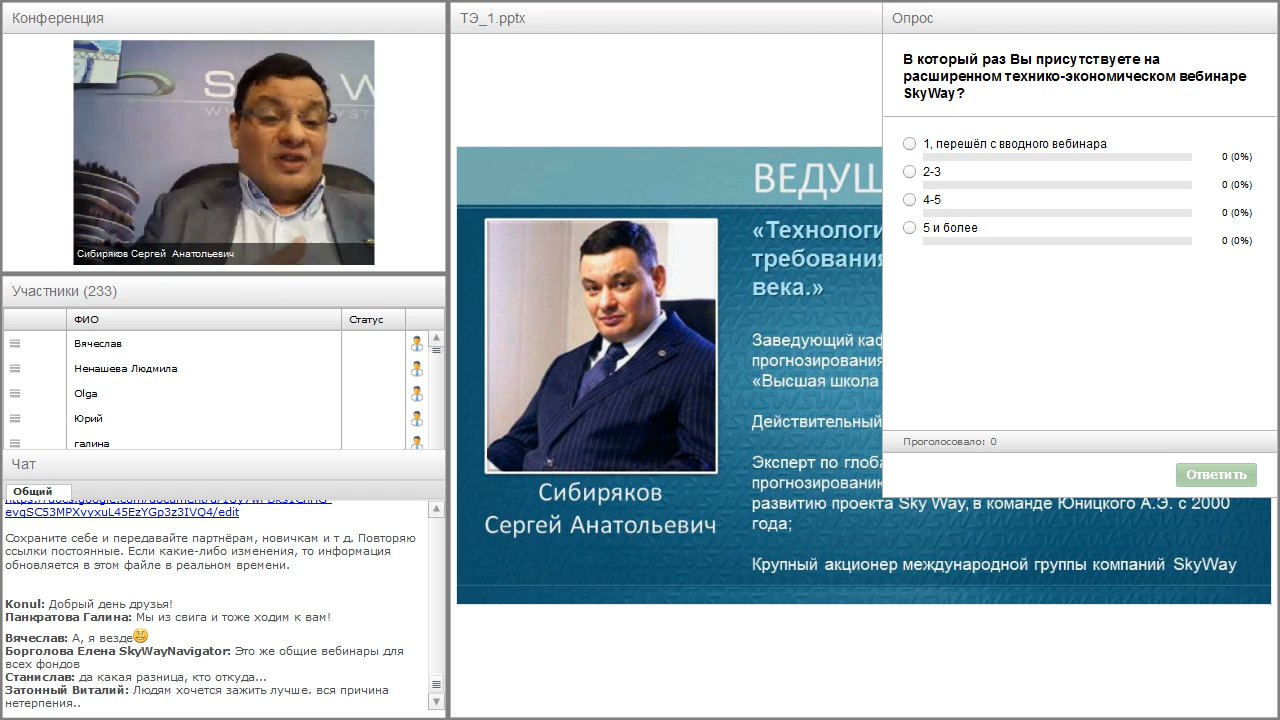 Конференция
S W
Сибиряков Сергей Анатольевич
Участники (233)
ФИО Статус
Вячеслав
Ненашева Людмила
Olga
Юрий
галина
Чат
Общий
evqSC53MPXvvxuL45EzYGp3z3IVQ4/edit
Сохраните себе и передавайте партнёрам, новичкам и т д. Повторяю
ссылки постоянные. Если какие-либо изменения, то информация
обновляется в этом файле в реальном времени.
Konul: Добрый день друзья!
Панкратова Галина: Мы из свига и тоже ходим к вам!
Вячеслав: А, я везде
Борголова Елена SkyWayNavigator: Это же общие вебинары для
всех фондов
Станислав: да какая разница, кто откуда...
Затонный Виталий: Людям хочется зажить лучше. вся причина
нетерпения..
ТЭ_1.pptx
ВЕДУЩ
Сибиряков
Сергей Анатольевич
«Технологи
требования
века.»
Заведующий каф
прогнозирования
«Высшая школа
Действительный
Эксперт по глоба
прогнозированию
развитию проекта Sky Way, в команде Юницкого А.Э. с 2000
года;
Крупный акционер международной группы компаний SkyWay
Опрос
В который раз Вы присутствуете на
расширенном технико-экономическом вебинаре
SkyWay?
1, перешёл с вводного вебинара
0 (0%)
2-3
0 (0%)
4-5
0 (0%)
5 и более
0 (0%)
Проголосовало: 0
Ответить